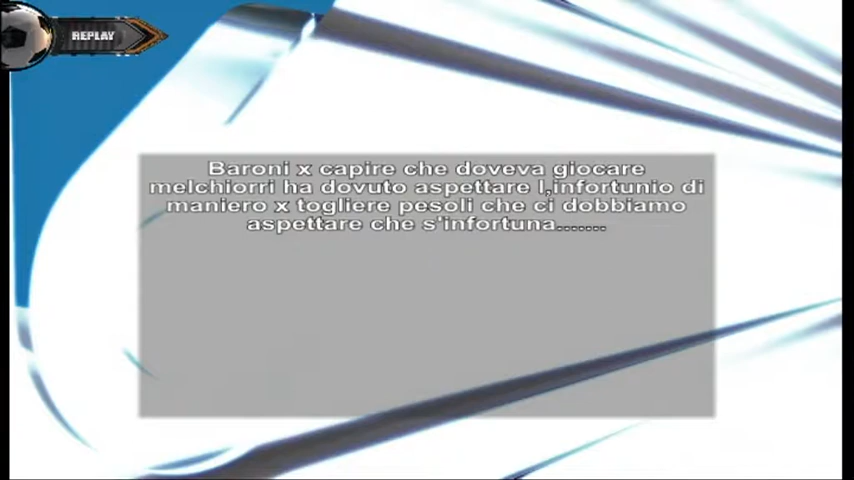 REPLAY
Baroni x capire che doveva giocare
melchiorri ha dovuto aspettare l,infortunio di
maniero x togliere pesoli che ci dobbiamo
aspettare che s'infortuna.......